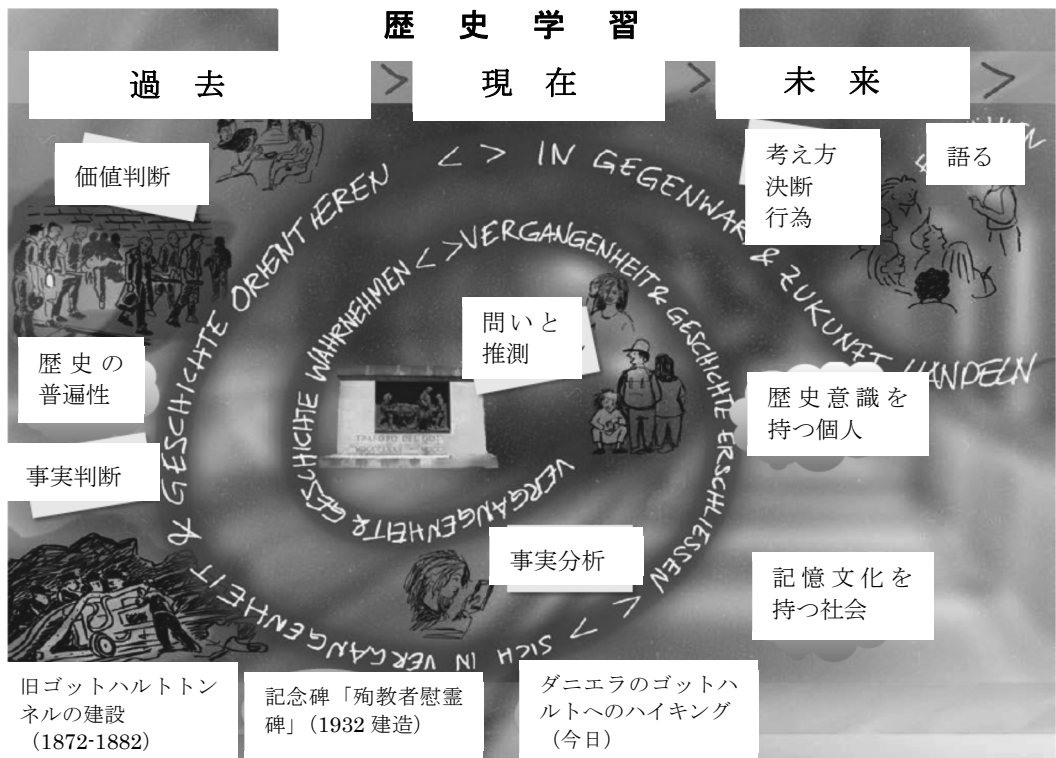 歴 史 学 習
過 去
>
現 在
>
未 来
>
価値判断
考え方
決断
行為
語る
問いと
推測
歴史の
普遍性
歴史意識を
持つ個人
事実判断
事実分析
記憶文化を
持つ社会
VERGANGENHEIT & GESCHICHTE WAHRNEHMEN < > VERGANGENHEIT & GESCHICHTE ERSCHLIESSEN < > SICH IN VERGANGENHEIT & GESCHICHTE ORIENTIEREN < > IN GEGENWART & ZUKUNFT HANDELN
旧ゴットハルトトン
ネルの建設
(1872-1882)
記念碑「殉教者慰霊
碑」(1932 建造)
ダニエラのゴットハ
ルトへのハイキング
(今日)